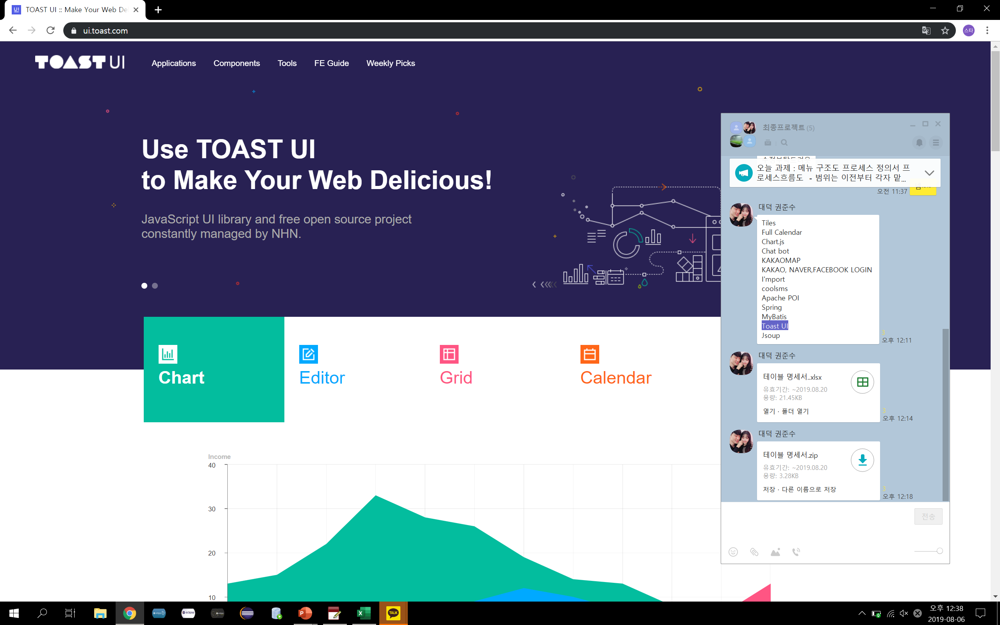 TOAST UI :: Make Your Web De
ui.toast.com
스타
TOAST UI
Applications
Components
Tools
FE Guide
Weekly Picks
Use TOAST UI
to Make Your Web Delicious!
JavaScript UI library and free open source project
constantly managed by NHN.
Chart
Editor
Grid
Calendar
Income
40
30
20
10
최종프로젝트 (5)
오늘 과제 : 메뉴 구조도 프로세스 정의서 프
로세스흐름도 - 범위는 이전부터 각자 맡...
오전 11:37
대덕 권준수
Tiles
Full Calendar
Chart.js
Chat bot
KAKAOMAP
KAKAO, NAVER,FACEBOOK LOGIN
I'mport
coolsms
Apache POI
Spring
MyBatis
Toast UI
Jsoup
3
오후 12:11
대덕 권준수
테이블 명세서..xlsx
유효기간: ~2019.08.20
용량: 21.45KB
열기 · 폴더 열기
3
오후 12:14
대덕 권준수
테이블 명세서.zip
유효기간: ~2019.08.20
용량: 3.28KB
저장 · 다른 이름으로 저장
3
오후 12:18
전송
eclipse
TALK
오후 12:38
2019-08-06